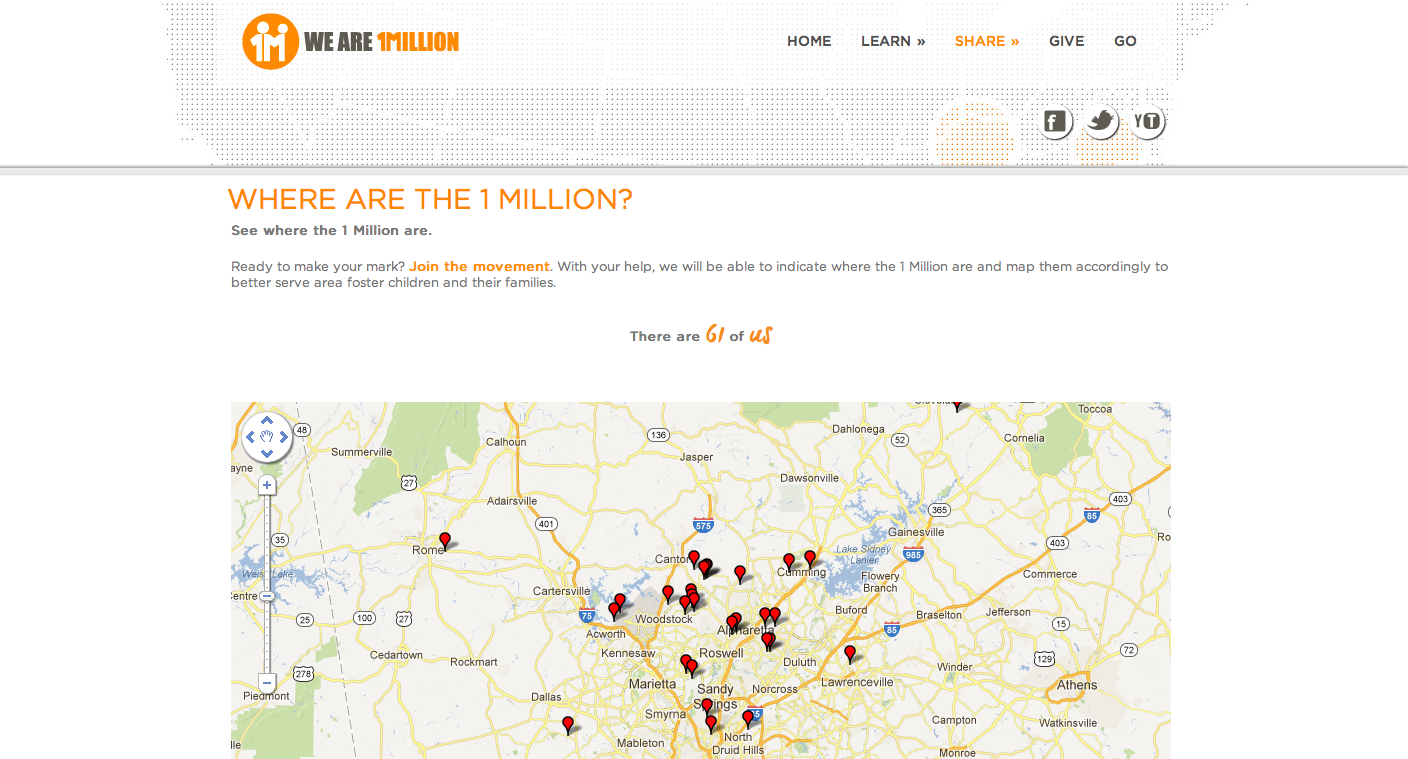 WE ARE 1MILLION
HOME LEARN » SHARE » GIVE GO
WHERE ARE THE 1 MILLION?
See where the 1 Million are.
Ready to make your mark? Join the movement. With your help, we will be able to indicate where the 1 Million are and map them accordingly to
better serve area foster children and their families.
There are 61 of us
Toccoa
48
136
Dahlonega
52
Cornelia
Calhoun
Summerville
ayne
Jasper
27
Dawsonville
Adairsville
403
401
365
85
575
Gainesville
35
Rome
403
Ro
Lake Sidney
Lanier
985
Canton
Weiss Lake
Cumming
Flowery
Branch
Commerce
Cartersville
entre
75
Buford
Braselton
Jefferson
25
100
27
Woodstock
15
Acworth
Alpharetta
85
Cedartown
Rockmart
Kennesaw
Roswell
Duluth
129
72
278
Winder
Piedmont
Marietta
Sandy
Springs
Norcross
Lawrenceville
Athens
Dallas
Smyrna
Campton
Watkinsville
Mableton
North
Druid Hills
lle
Monroe